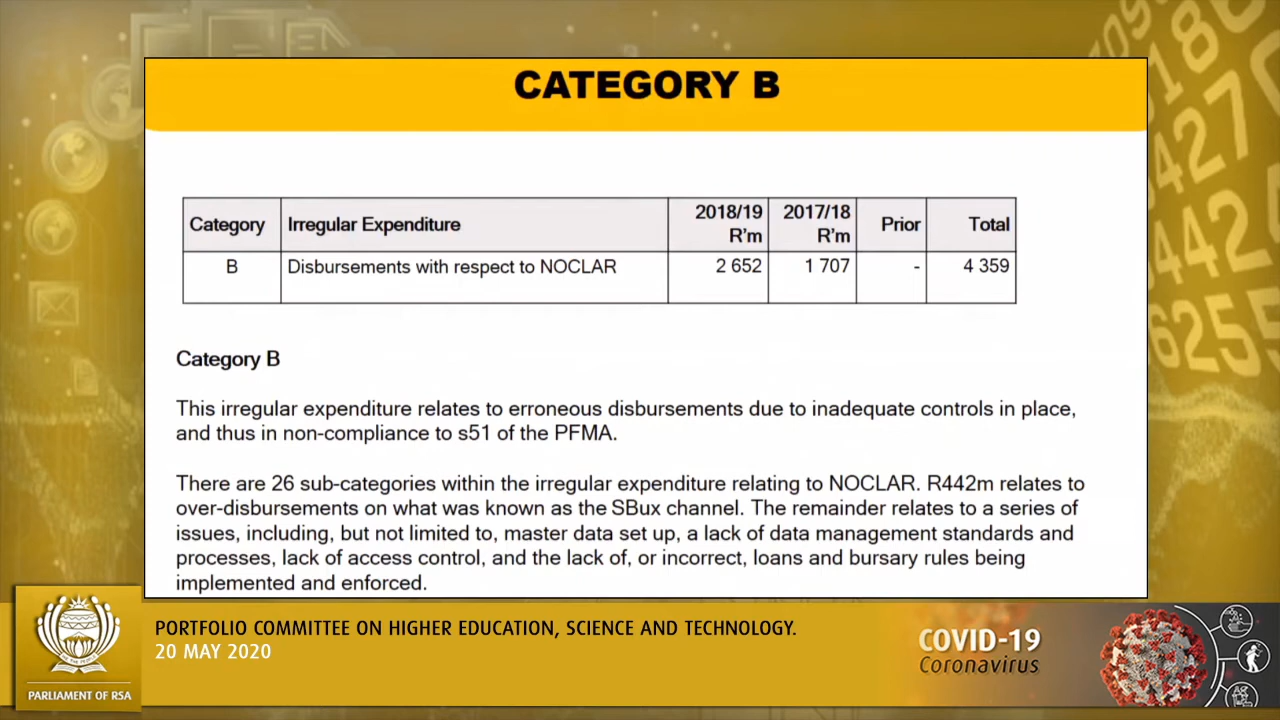 CATEGORY B
Category Irregular Expenditure 2018/19 R'm 2017/18 R'm Prior Total
B Disbursements with respect to NOCLAR 2 652 1 707 - 4 359
Category B
This irregular expenditure relates to erroneous disbursements due to inadequate controls in place,
and thus in non-compliance to s51 of the PFMA.
There are 26 sub-categories within the irregular expenditure relating to NOCLAR. R442m relates to
over-disbursements on what was known as the SBux channel. The remainder relates to a series of
issues, including, but not limited to, master data set up, a lack of data management standards and
processes, lack of access control, and the lack of, or incorrect, loans and bursary rules being
implemented and enforced.
PORTFOLIO COMMITTEE ON HIGHER EDUCATION, SCIENCE AND TECHNOLOGY.
20 MAY 2020
PARLIAMENT OF RSA
COVID-19
Coronavirus